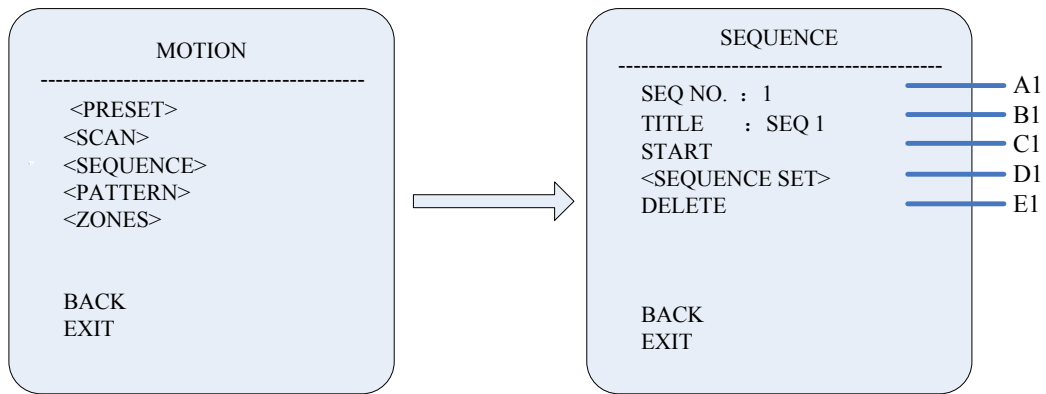 MOTION
--------------------------------------------
<PRESET>
<SCAN>
<SEQUENCE>
<PATTERN>
<ZONES>
BACK
EXIT
SEQUENCE
--------------------------------------------
SEQ NO. ：1
TITLE ：SEQ 1
START
<SEQUENCE SET>
DELETE
BACK
EXIT
A1
B1
C1
D1
E1